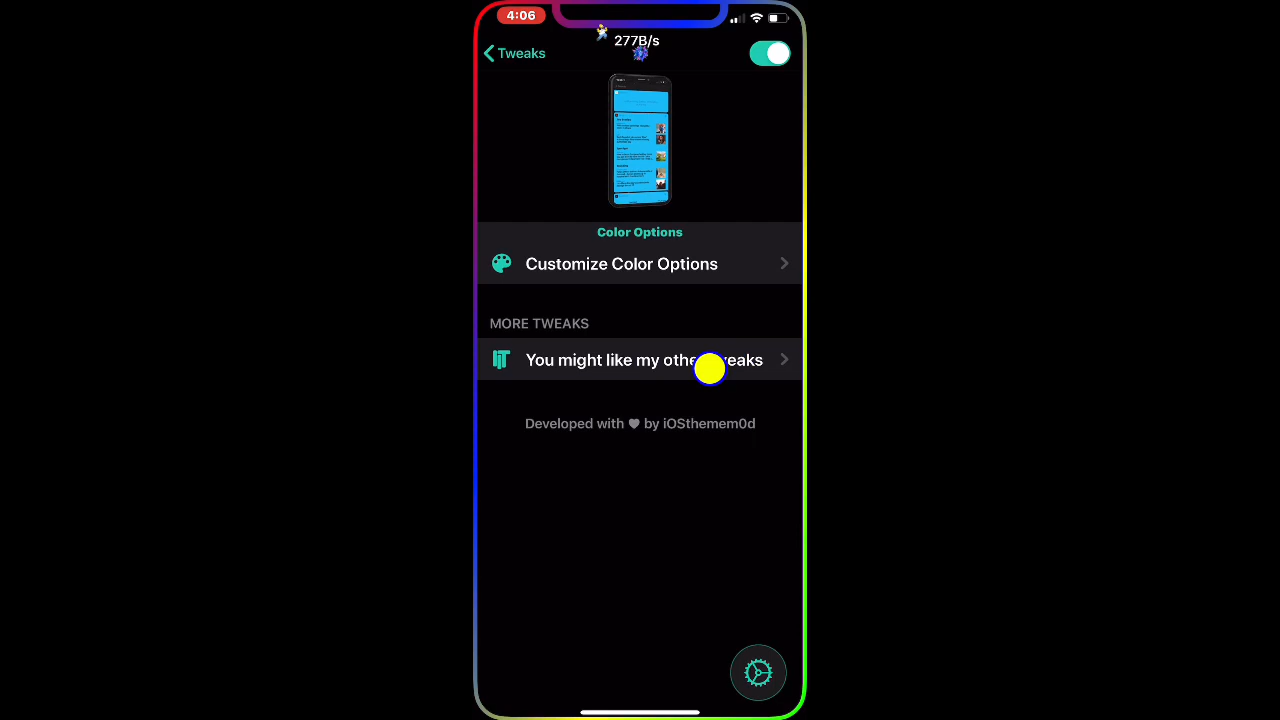 4:06
277B/s
Tweaks
Color Options
Customize Color Options
MORE TWEAKS
You might like my other tweaks
Developed with ♥ by iOSthemem0d